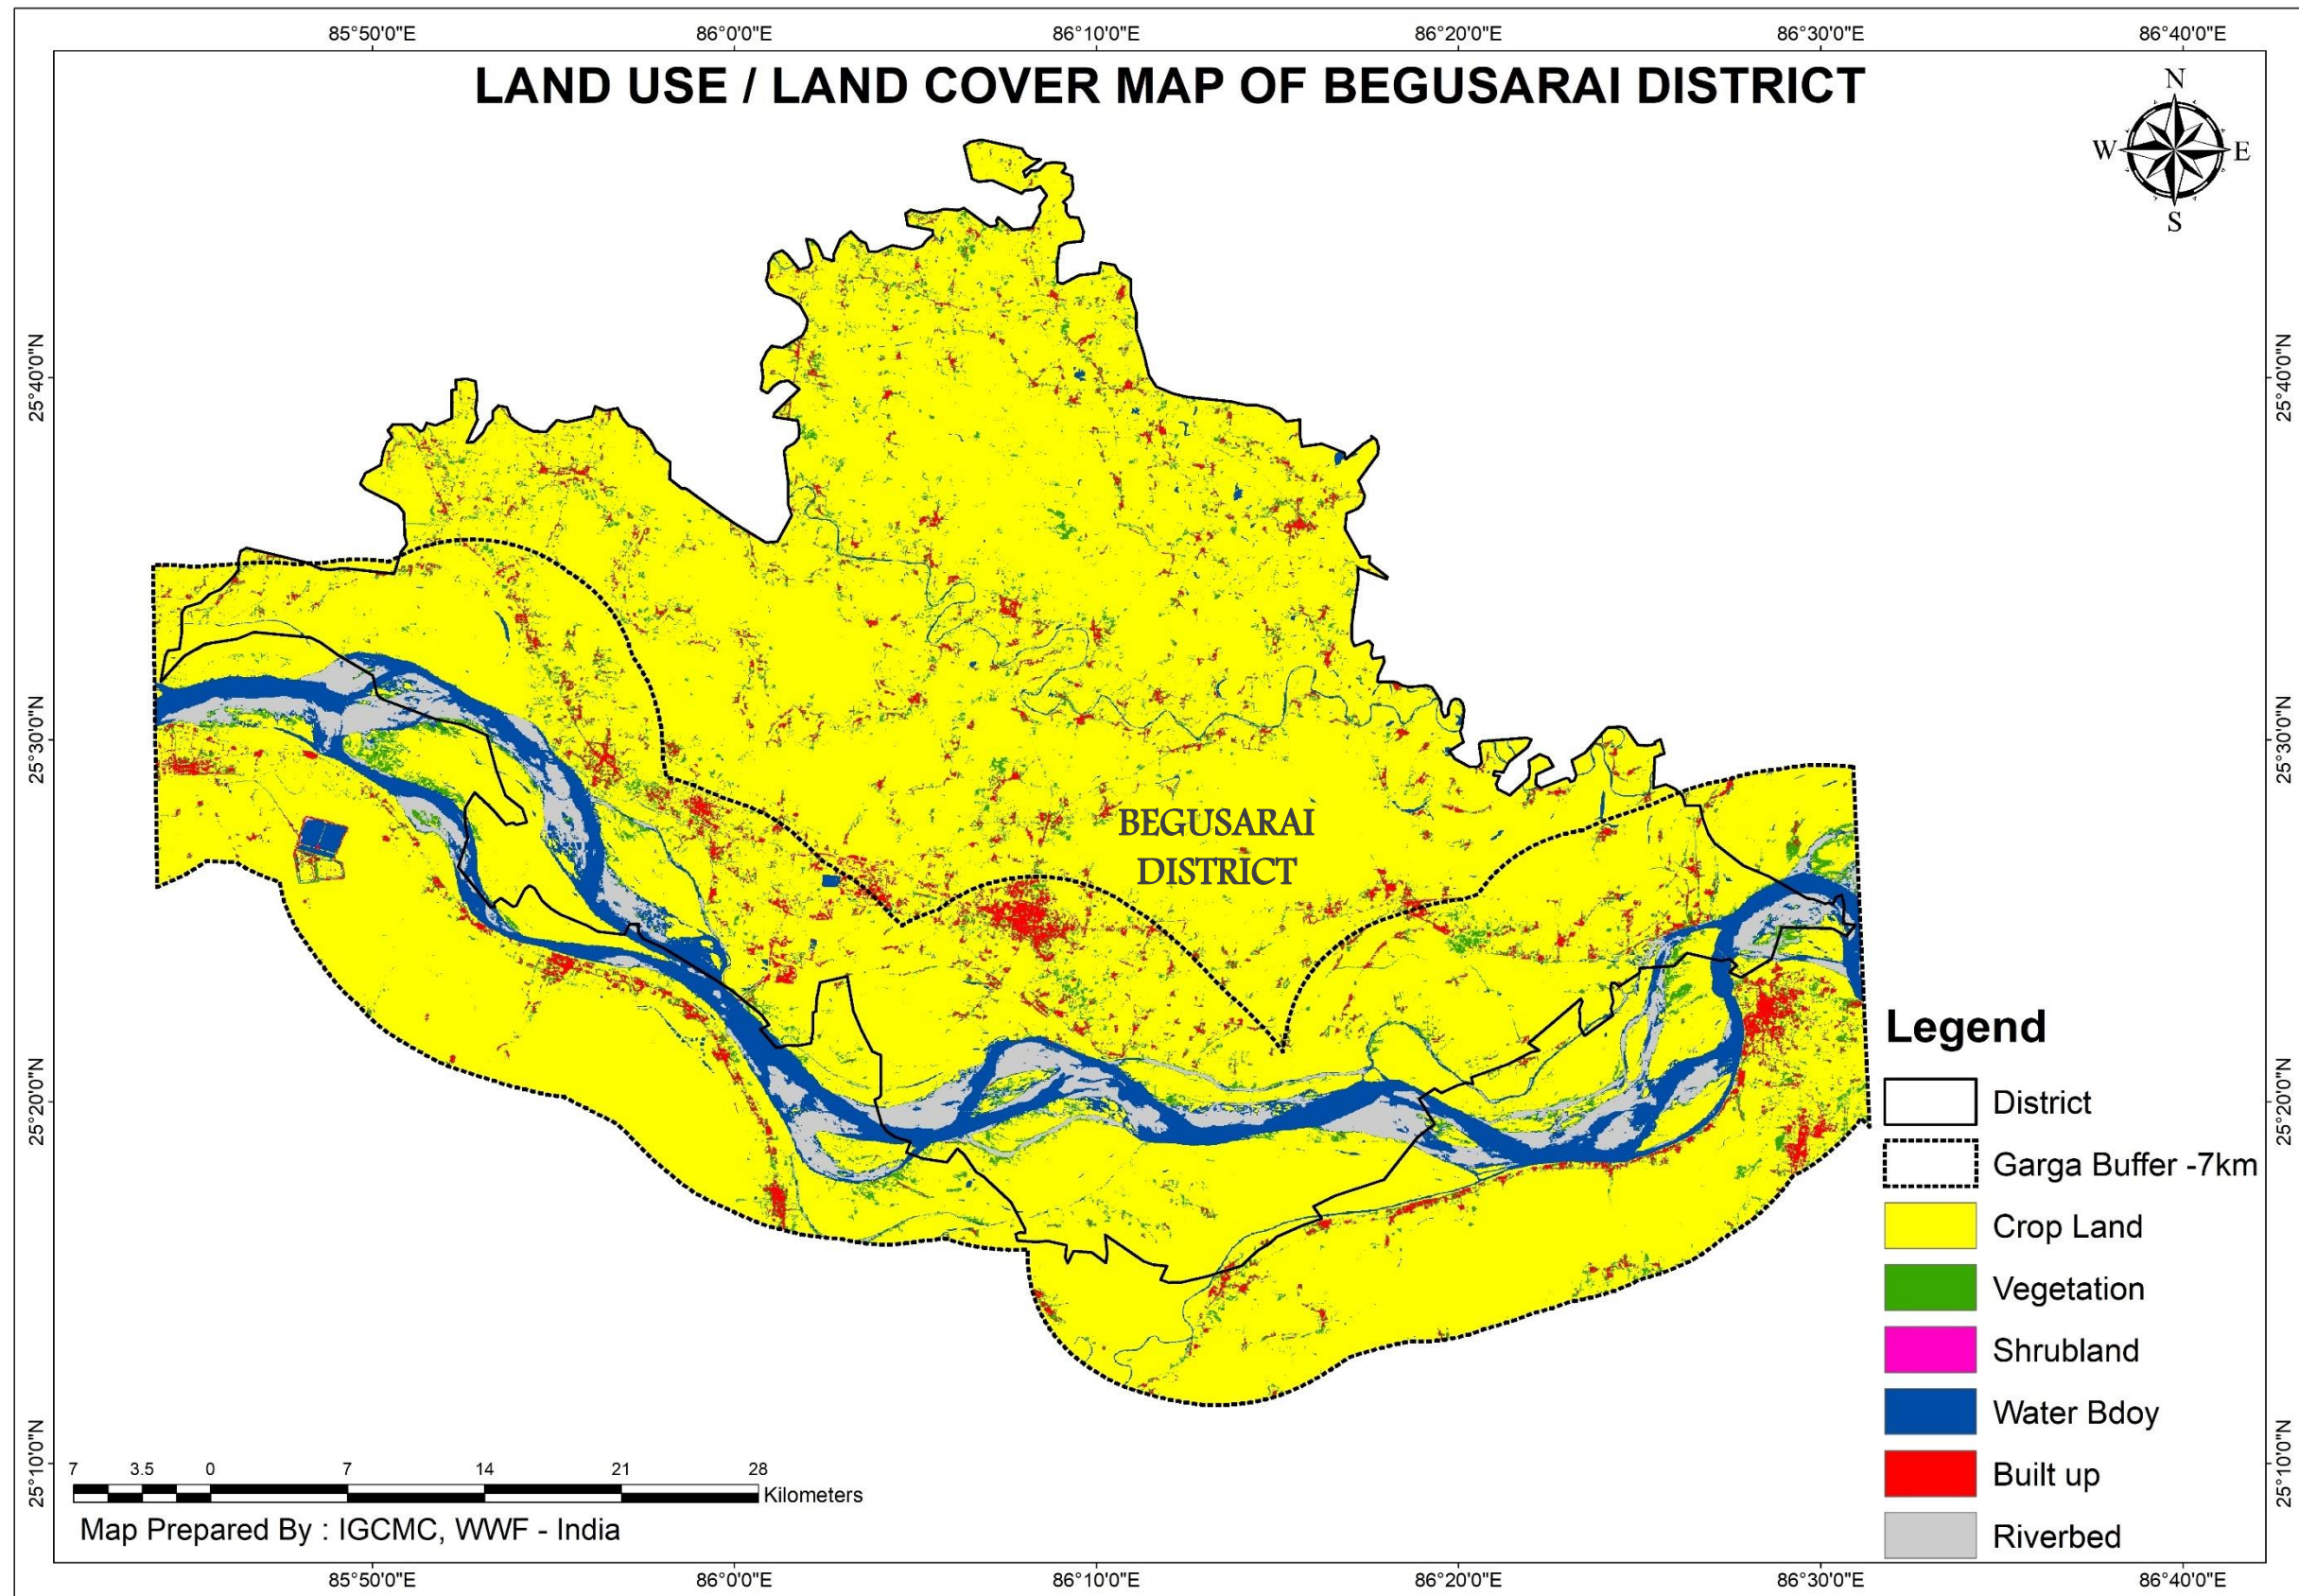 85°50'0"E 86°0'0"E 86°10'0"E 86°20'0"E 86°30'0"E 86°40'0"E
LAND USE / LAND COVER MAP OF BEGUSARAI DISTRICT
N
W E
S
25°40'0"N 25°40'0"N
25°30'0"N 25°30'0"N
BEGUSARAI
DISTRICT
25°20'0"N 25°20'0"N
Legend
District
Garga Buffer -7km
Crop Land
Vegetation
Shrubland
Water Bdoy
Built up
Riverbed
25°10'0"N 25°10'0"N
7 3.5 0 7 14 21 28
Kilometers
Map Prepared By : IGCMC, WWF - India
85°50'0"E 86°0'0"E 86°10'0"E 86°20'0"E 86°30'0"E 86°40'0"E